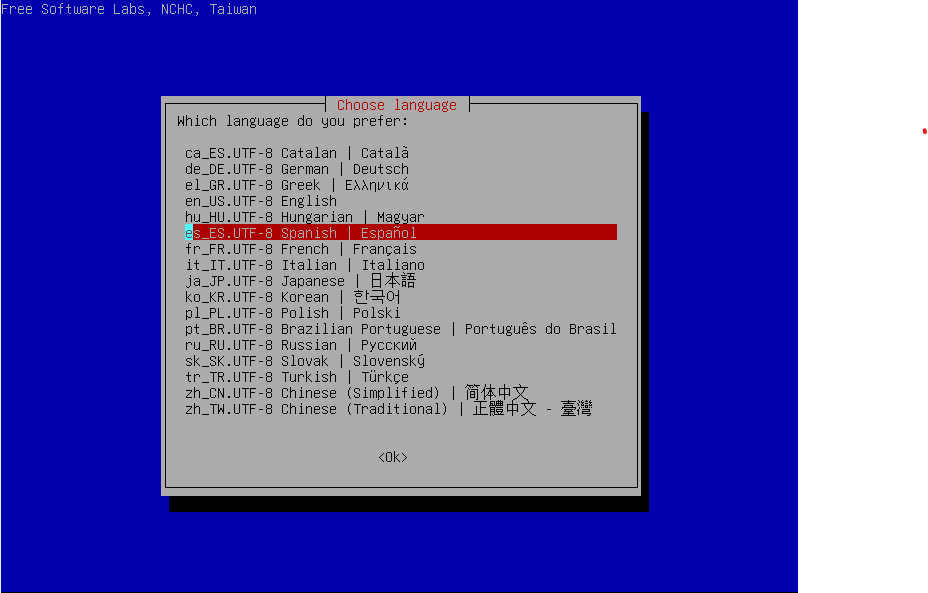 Free Software Labs, NCHC, Taiwan
Choose language
Which language do you prefer:
ca_ES.UTF-8 Catalan | Català
de_DE.UTF-8 German | Deutsch
el_GR.UTF-8 Greek | Ελληνικά
en_US.UTF-8 English
hu_HU.UTF-8 Hungarian | Magyar
es_ES.UTF-8 Spanish | Español
fr_FR.UTF-8 French | Français
it_IT.UTF-8 Italian | Italiano
ja_JP.UTF-8 Japanese | 日本語
ko_KR.UTF-8 Korean | 한국어
pl_PL.UTF-8 Polish | Polski
pt_BR.UTF-8 Brazilian Portuguese | Português do Brasil
ru_RU.UTF-8 Russian | Русский
sk_SK.UTF-8 Slovak | Slovenský
tr_TR.UTF-8 Turkish | Türkçe
zh_CN.UTF-8 Chinese (Simplified) | 简体中文
zh_TW.UTF-8 Chinese (Traditional) | 正體中文 - 臺灣
<Ok>